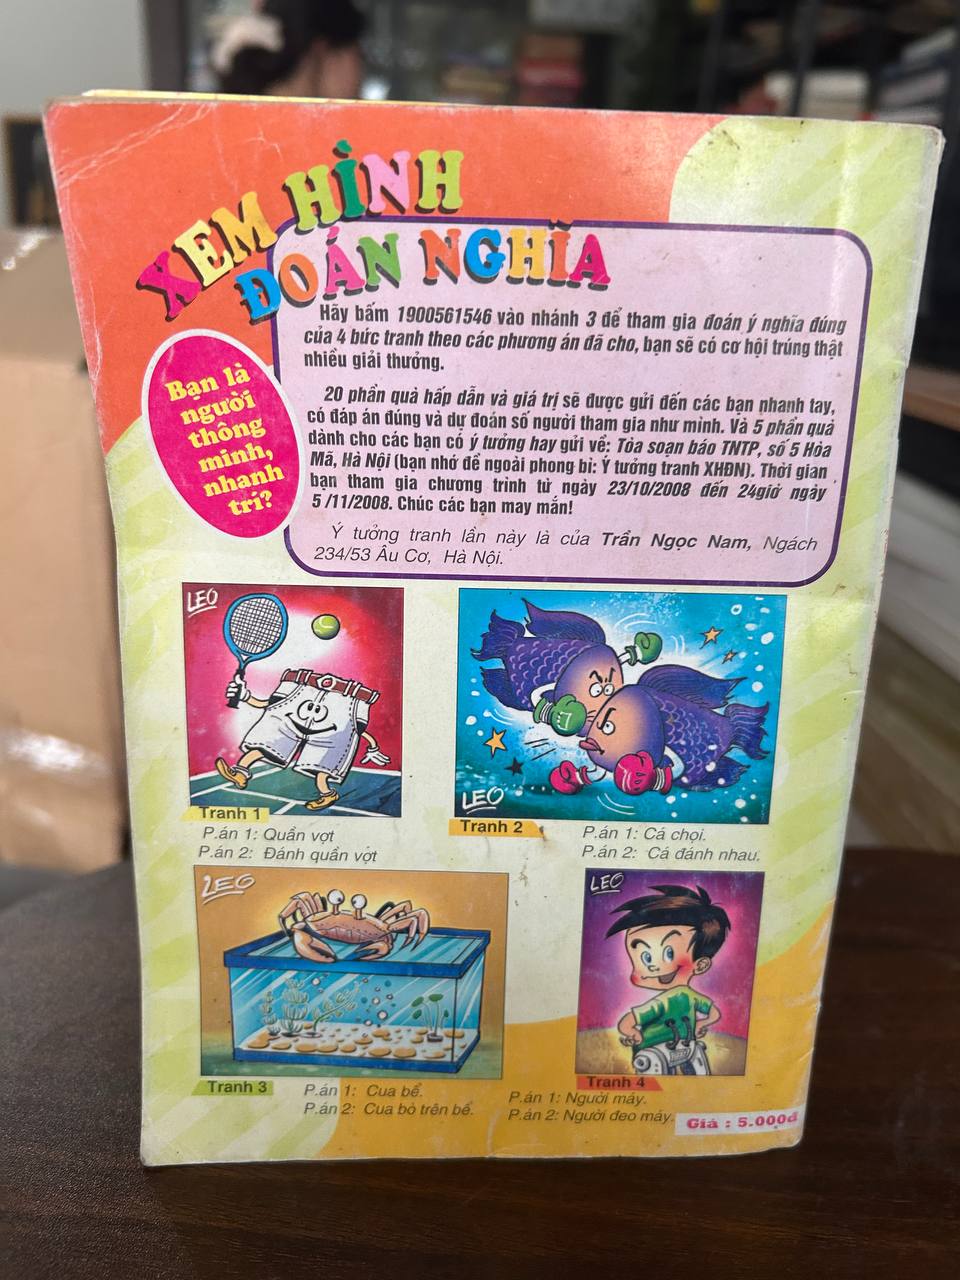 XEM HÌNH
ĐOÁN NGHĨA
Hãy bấm 1900561546 vào nhánh 3 để tham gia đoán ý nghĩa đúng
của 4 bức tranh theo các phương án đã cho, bạn sẽ có cơ hội trúng thật
nhiều giải thưởng.
Bạn là
người
thông
minh,
nhanh
trí?
20 phần quà hấp dẫn và giá trị sẽ được gửi đến các bạn nhanh tay,
có đáp án đúng và dự đoán số người tham gia như mình. Và 5 phần quà
dành cho các bạn có ý tưởng hay gửi về: Tòa soạn báo TNTP, số 5 Hòa
Mã, Hà Nội (bạn nhớ đề ngoài phong bì: Ý tưởng tranh XHĐN). Thời gian
bạn tham gia chương trình từ ngày 23/10/2008 đến 24giờ ngày
5/11/2008. Chúc các bạn may mắn!
Ý tưởng tranh lần này là của Trần Ngọc Nam, Ngách
234/53 Âu Cơ, Hà Nội.
LEO
Tranh 1
P.án 1: Quần vợt
P.án 2: Đánh quần vợt
LEO
Tranh 2
P.án 1: Cá chọi.
P.án 2: Cá đánh nhau.
LEO
Tranh 3
P.án 1: Cua bể.
P.án 2: Cua bò trên bể.
LEO
Tranh 4
P.án 1: Người máy.
P.án 2: Người đeo máy.
Giá : 5.000đ